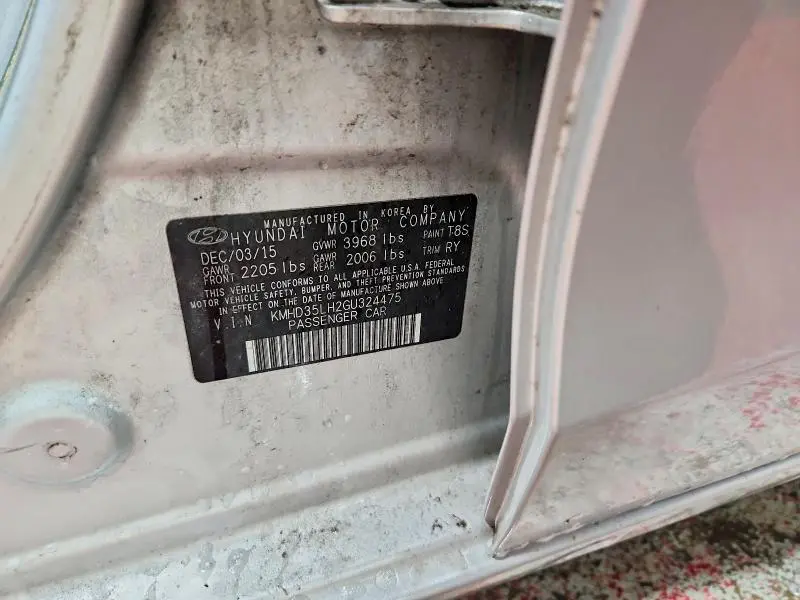 MANUFACTURED IN KOREA BY
HYUNDAI MOTOR COMPANY
DEC/03/15 GVWR 3968 lbs PAINT T8S
GAWR FRONT 2205 lbs GAWR REAR 2006 lbs TRIM RY
THIS VEHICLE CONFORMS TO ALL APPLICABLE U.S.A. FEDERAL
MOTOR VEHICLE SAFETY, BUMPER, AND THEFT PREVENTION STANDARDS
IN EFFECT ON THE DATE OF MANUFACTURE SHOWN ABOVE
V.I.N KMHD35LH2GU324475
PASSENGER CAR